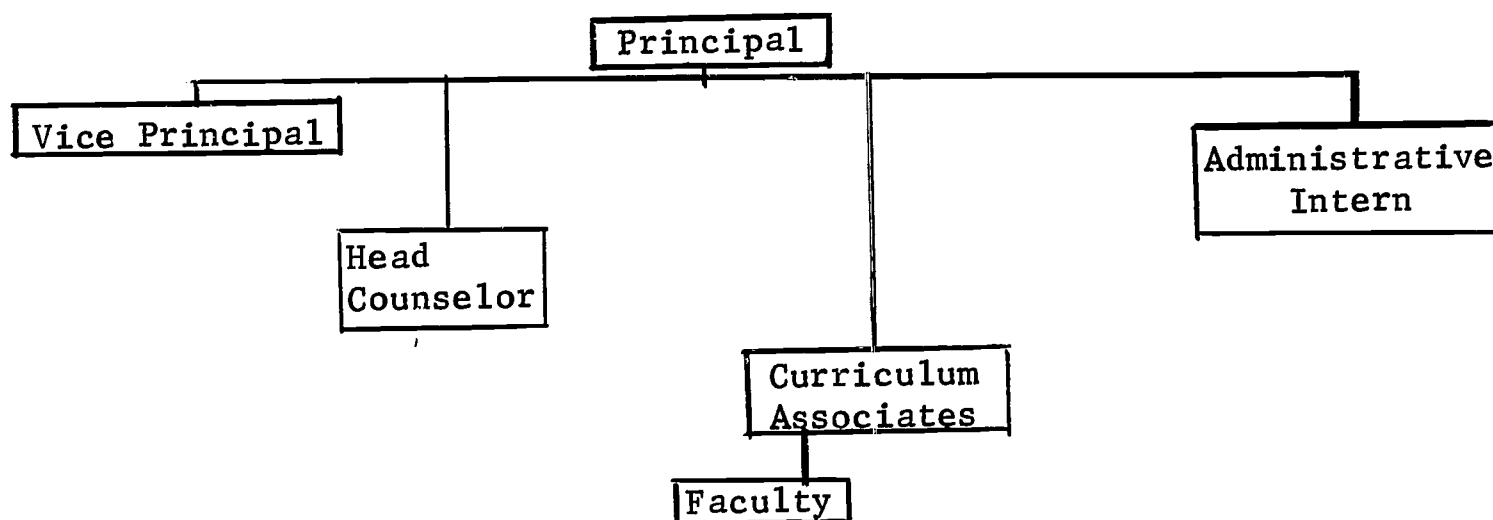 Principal
Vice Principal
Administrative
Intern
Head
Counselor
Curriculum
Associates
Faculty